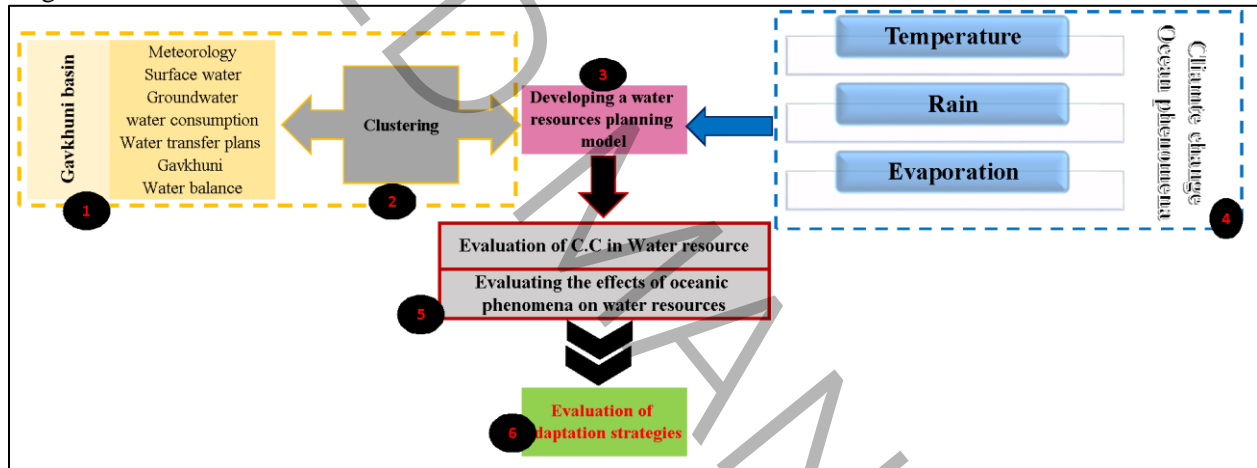 Gavkhuni basin
Meteorology
Surface water
Groundwater
water consumption
Water transfer plans
Gavkhuni
Water balance
1
Clustering
2
3
Developing a water
resources planning
model
Temperature
Rain
Evaporation
Cliamte change
Ocean phenomena
4
Evaluation of C.C in Water resource
Evaluating the effects of oceanic
phenomena on water resources
5
Evaluation of
daptation strategies
6